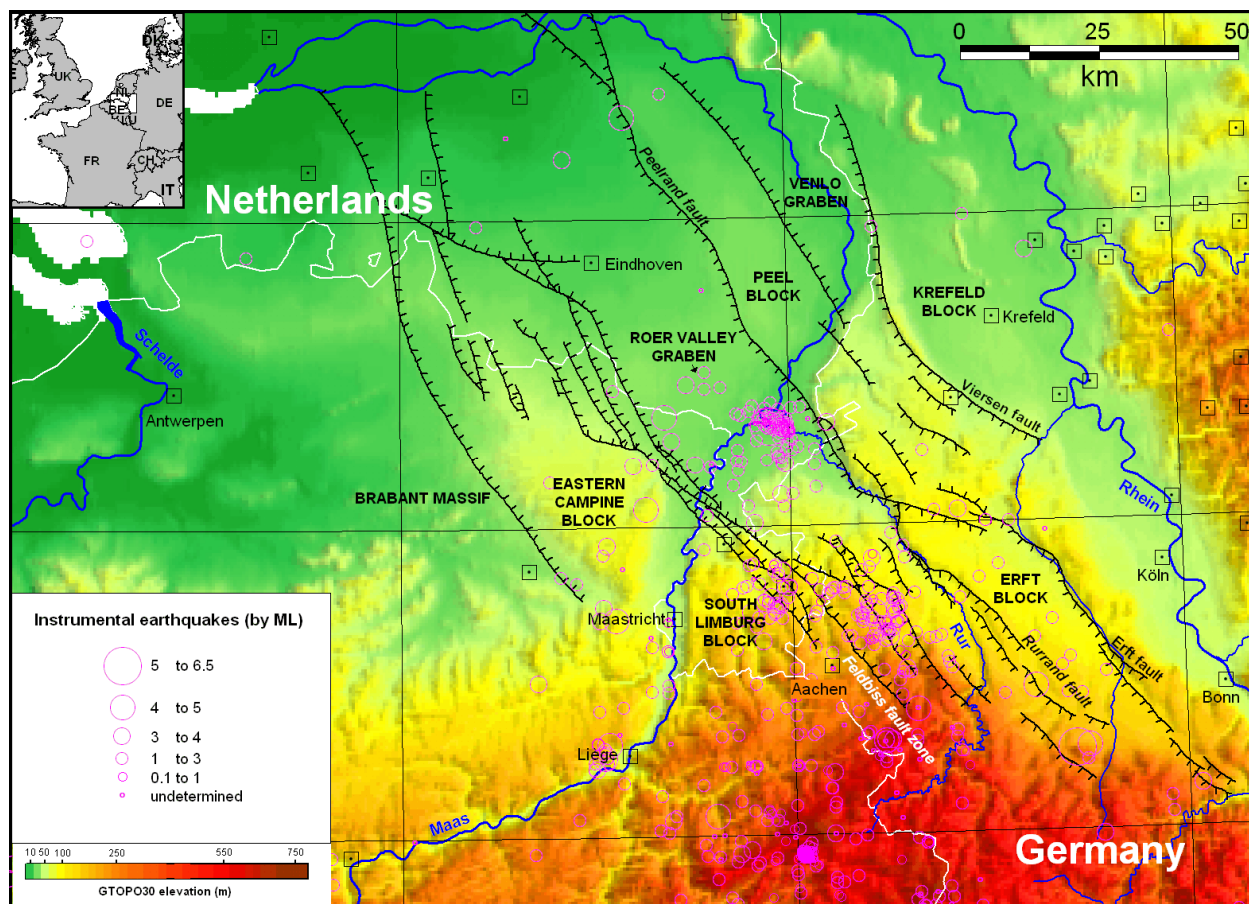 DK
E
UK
NL
BE
DE
LU
FR
CH
IT
0 25 50
km
Netherlands
Peelrand fault
VENLO
GRABEN
Eindhoven
PEEL
BLOCK
KREFELD
BLOCK
Krefeld
Schelde
ROER VALLEY
GRABEN
Antwerpen
Viersen fault
BRABANT MASSIF
EASTERN
CAMPINE
BLOCK
Rhein
Köln
ERFT
BLOCK
Maastricht
SOUTH
LIMBURG
BLOCK
Rur
Rurrand fault
Erft fault
Aachen
Feldbiss fault zone
Bonn
Liège
Maas
Germany
Instrumental earthquakes (by ML)
5 to 6.5
4 to 5
3 to 4
1 to 3
0.1 to 1
undetermined
10 50 100 250 550 750
GTOPO30 elevation (m)